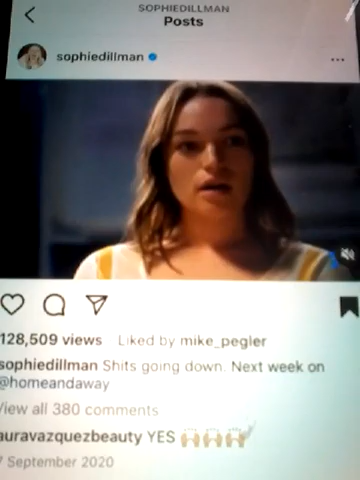 SOPHIEDILLMAN
Posts
sophiedillman
128,509 views Liked by mike_pegler
sophiedillman Shits going down. Next week on
@homeandaway
View all 380 comments
auravazquezbeauty YES 🙌🙌🙌
7 September 2020